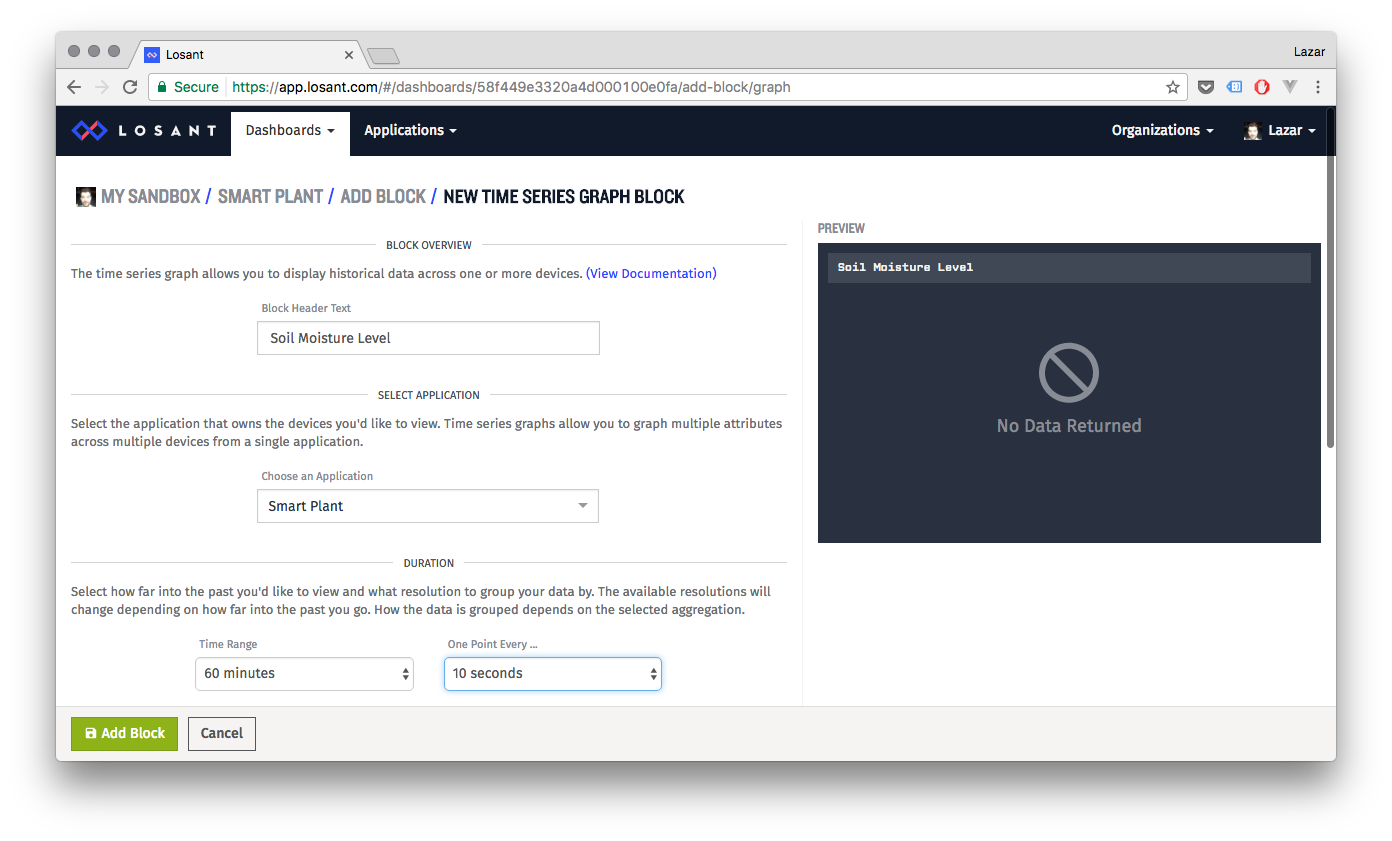 Losant
Lazar
Secure https://app.losant.com/#/dashboards/58f449e3320a4d000100e0fa/add-block/graph
LOSANT Dashboards Applications Organizations Lazar
MY SANDBOX / SMART PLANT / ADD BLOCK / NEW TIME SERIES GRAPH BLOCK
BLOCK OVERVIEW
The time series graph allows you to display historical data across one or more devices. (View Documentation)
Block Header Text
Soil Moisture Level
SELECT APPLICATION
Select the application that owns the devices you'd like to view. Time series graphs allow you to graph multiple attributes
across multiple devices from a single application.
Choose an Application
Smart Plant
DURATION
Select how far into the past you'd like to view and what resolution to group your data by. The available resolutions will
change depending on how far into the past you go. How the data is grouped depends on the selected aggregation.
Time Range One Point Every ...
60 minutes 10 seconds
Add Block Cancel
PREVIEW
Soil Moisture Level
No Data Returned